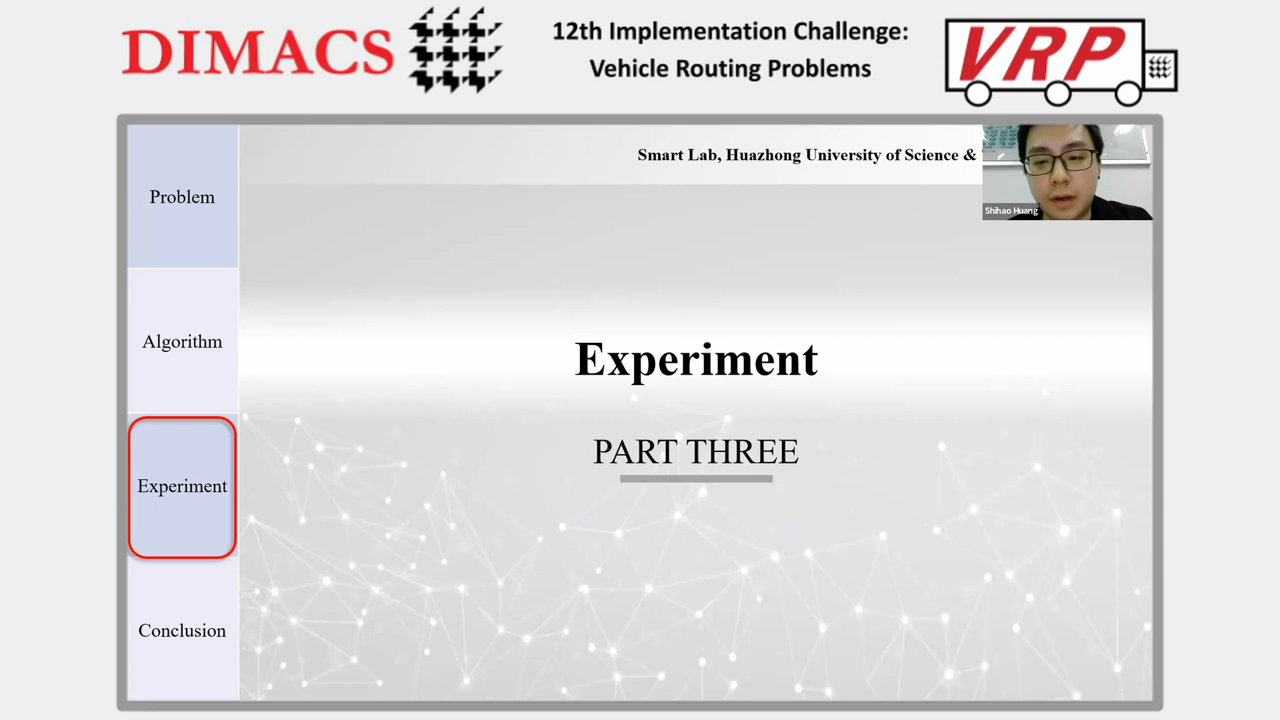 DIMACS
12th Implementation Challenge:
Vehicle Routing Problems
VRP
Smart Lab, Huazhong University of Science &
Shihao Huang
Problem
Algorithm
Experiment
Conclusion
Experiment
PART THREE